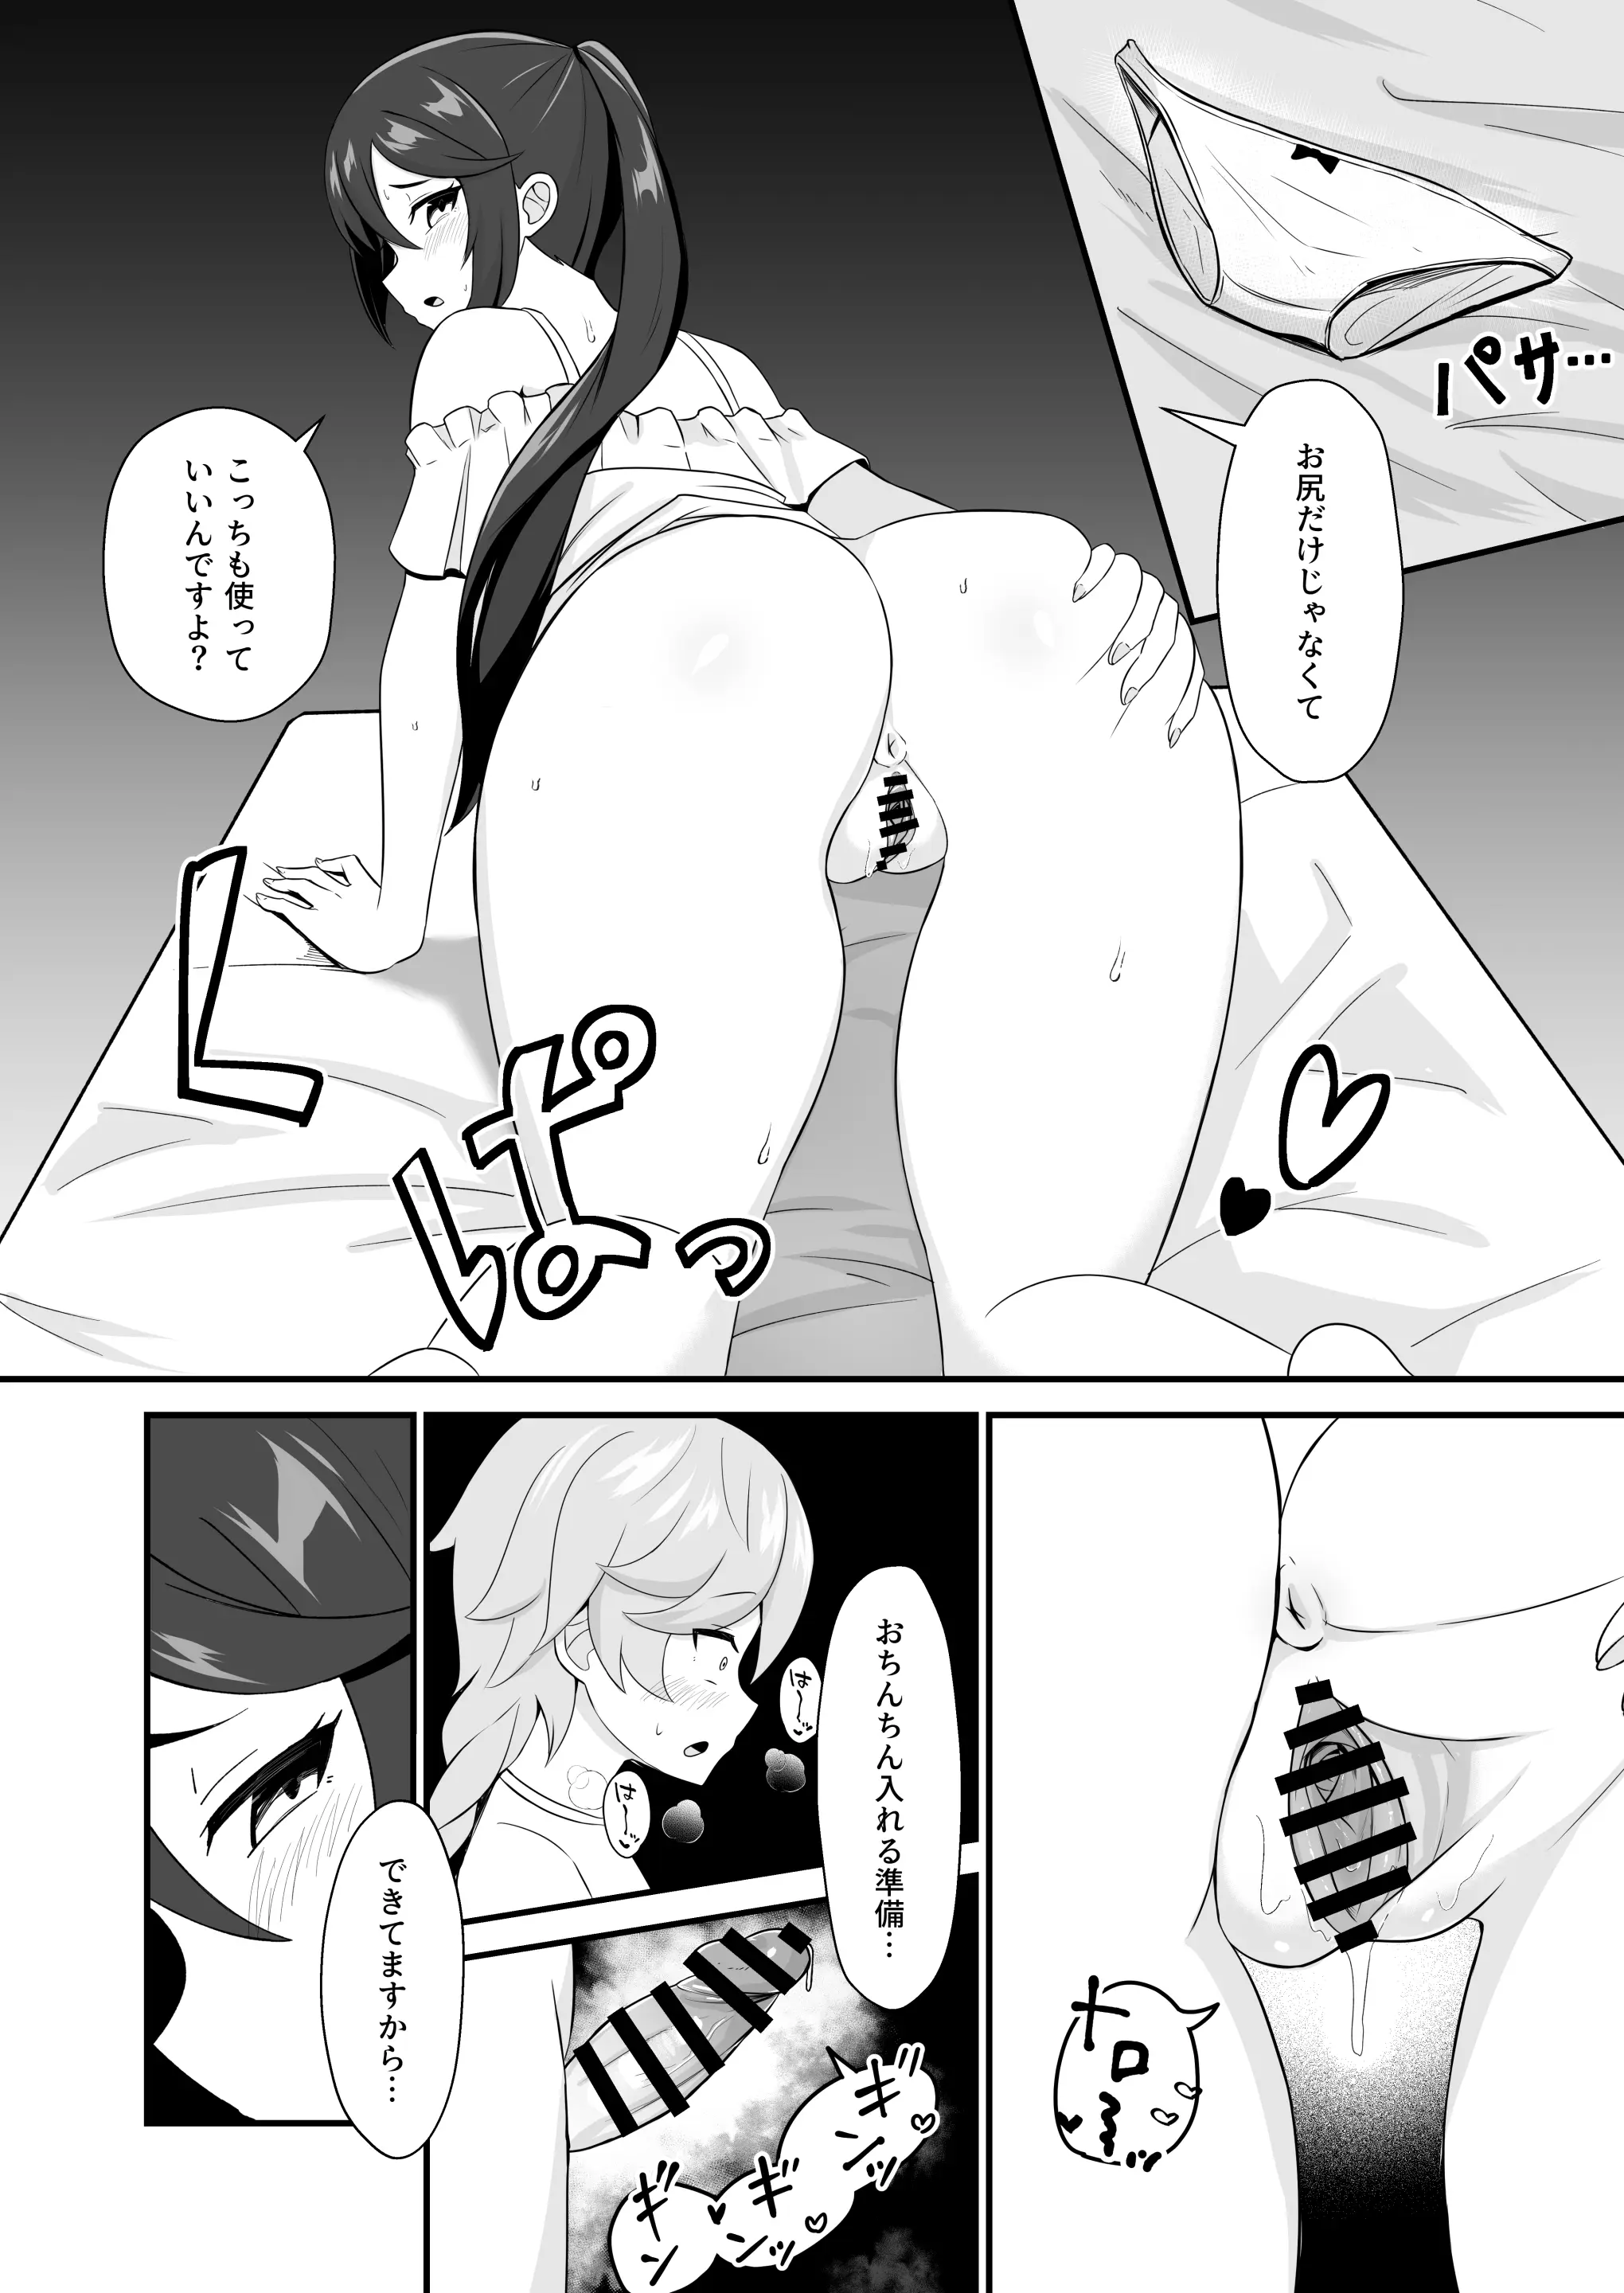 パサ…
お尻だけじゃなくて
こっちも使って
いいんですよ？
くぱっ
トロ〜ッ
おちんちん入れる準備…
は〜
は〜
ギンッ
ギンッ
ギン
できてますから…